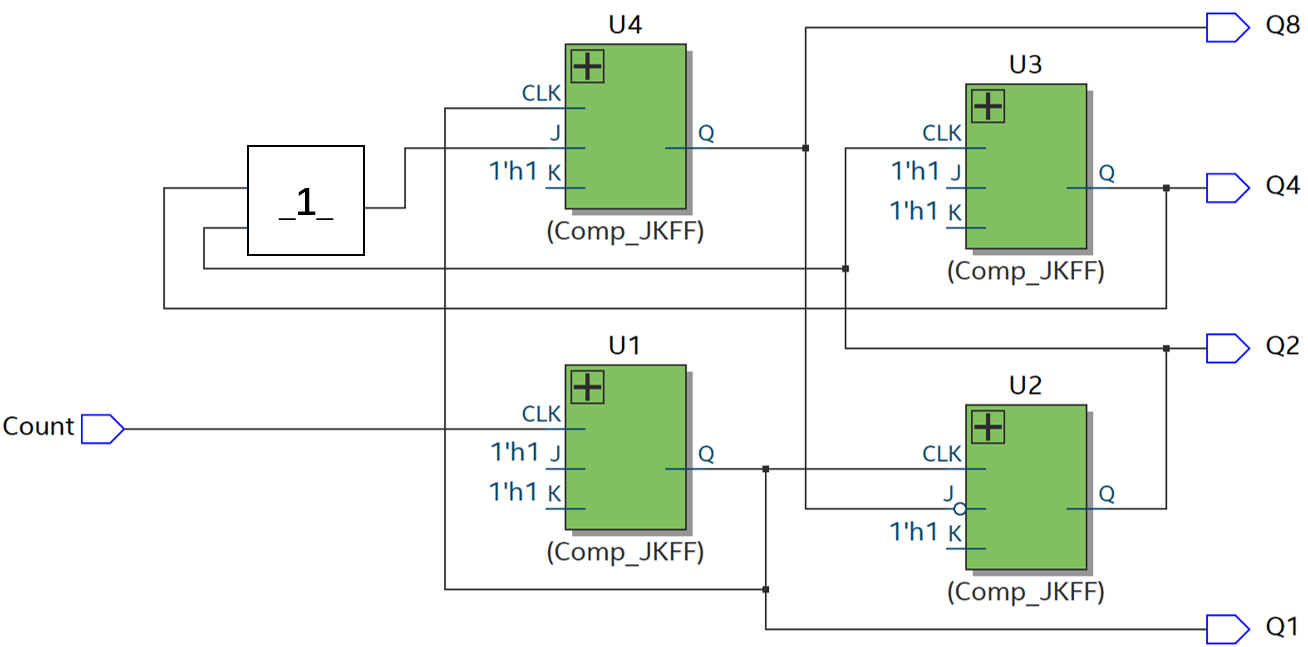 U4
Q8
U3
CLK
CLK
J
Q
Q
1'h1 K
1'h1 J
Q4
_1_
1'h1 K
(Comp_JKFF)
(Comp_JKFF)
U1
Q2
U2
Count
CLK
1'h1 J
Q
CLK
1'h1 K
J
Q
1'h1 K
(Comp_JKFF)
(Comp_JKFF)
Q1